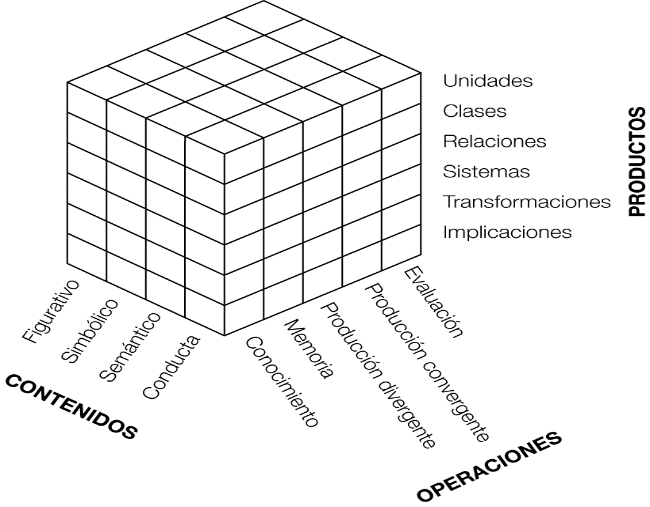 Unidades
Clases
Relaciones
Sistemas
Transformaciones
Implicaciones
PRODUCTOS
Figurativo
Simbólico
Semántico
Conducta
CONTENIDOS
Conocimiento
Memoria
Producción divergente
Producción convergente
Evaluación
OPERACIONES